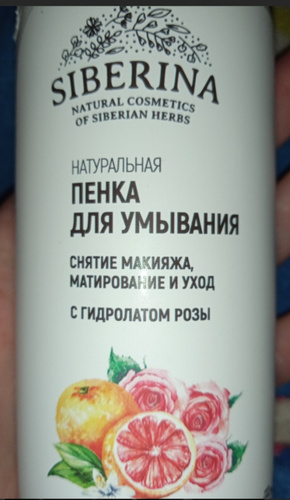 SIBERINA
NATURAL COSMETICS
OF SIBERIAN HERBS
НАТУРАЛЬНАЯ
ПЕНКА
ДЛЯ УМЫВАНИЯ
СНЯТИЕ МАКИЯЖА,
МАТИРОВАНИЕ И УХОД
С ГИДРОЛАТОМ РОЗЫ